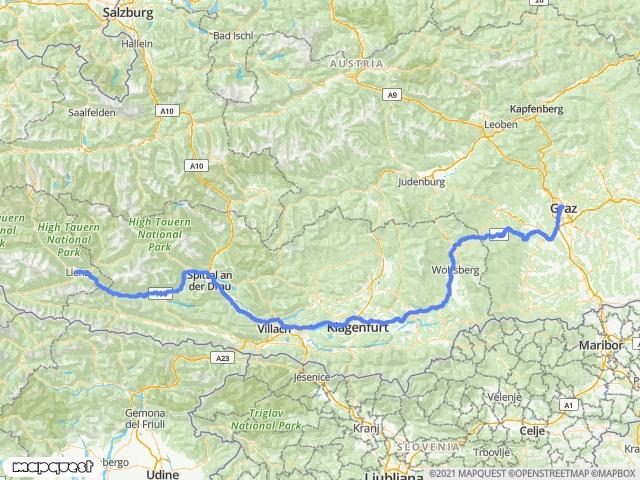 Salzburg
Bad Ischl
20
Hallein
AUSTRIA
A9
Kapfenberg
A10
Saalfelden
Leoben
A10
Judenburg
Tauern
High Tauern
National
Park
High Tauern
National
Park
Graz
Lienz
Spittal an
der Drau
Wolfsberg
Villach
Klagenfurt
A23
Maribor
Jesenice
Velenje
A1
Gemona
del Friuli
Triglav
National Park
Kranj
Celje
SLOVENIA
Trbovlje
mapquest
Udine
Ljubljana
©2021 MAPQUEST ©OPENSTREETMAP ©MAPBOX